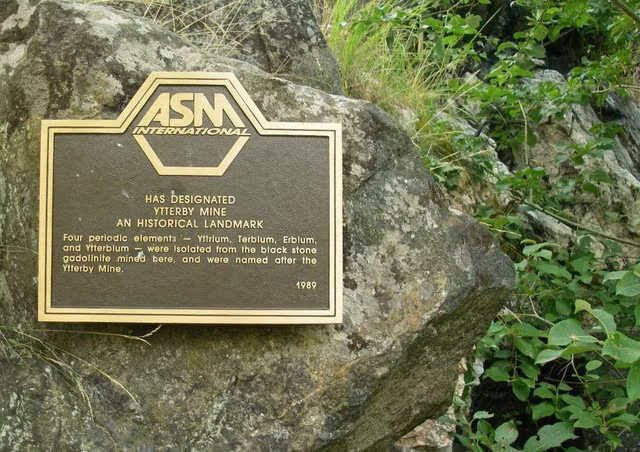 ASM
INTERNATIONAL
HAS DESIGNATED
YTTERBY MINE
AN HISTORICAL LANDMARK
Four periodic elements — Yttrium, Terbium, Erbium,
and Ytterbium — were isolated from the black stone
gadolinite mined here, and were named after the
Ytterby Mine.
1989